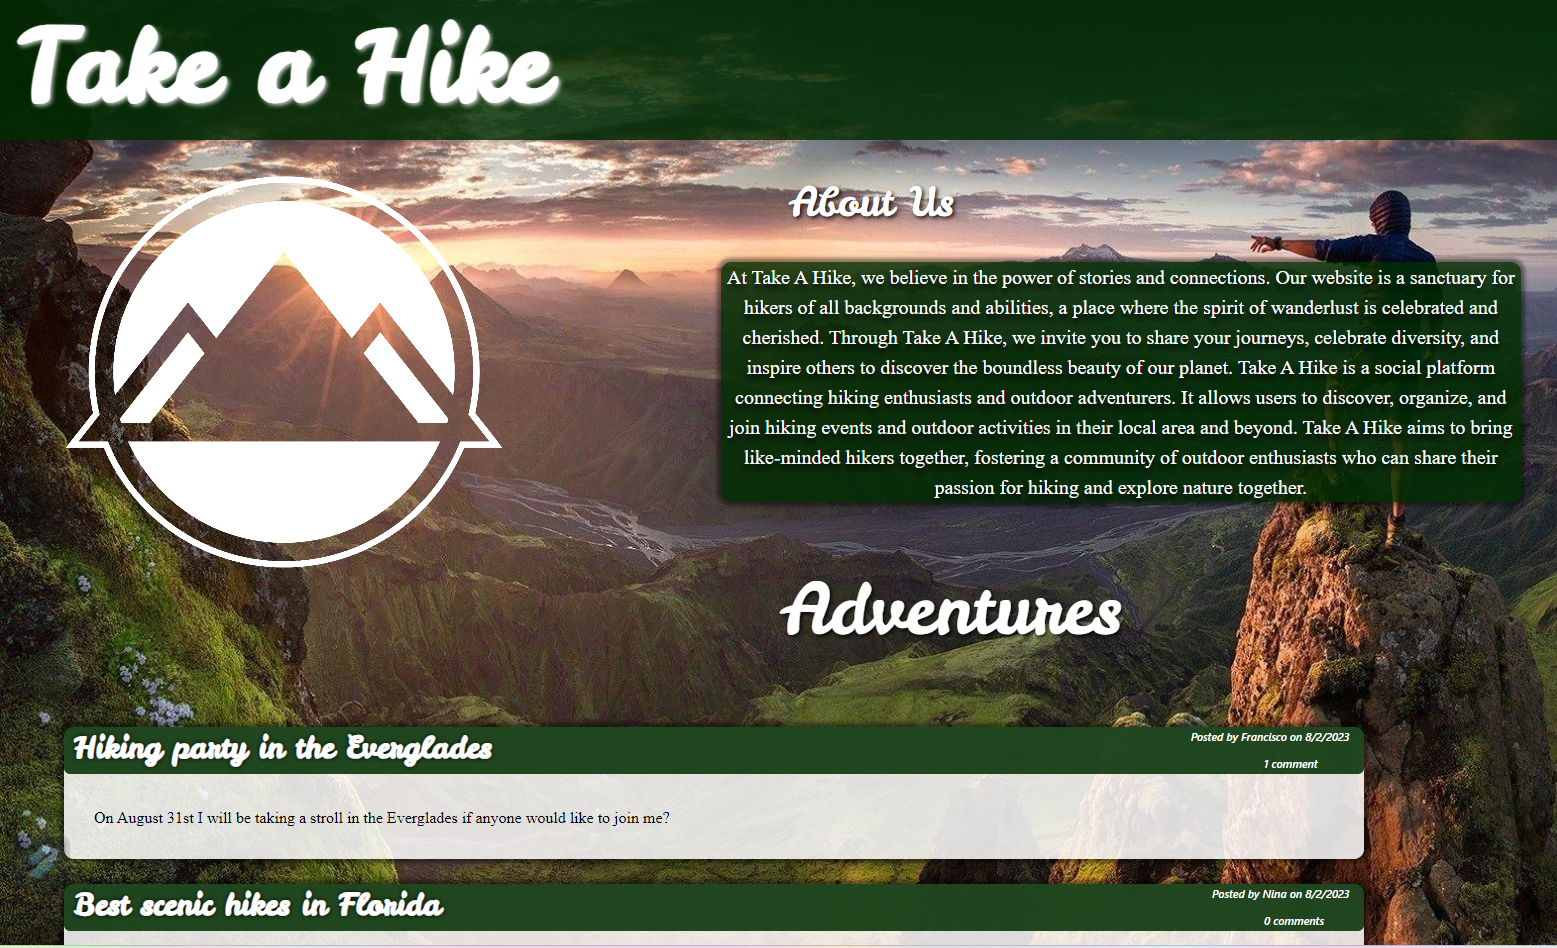 Take a Hike
About Us
At Take A Hike, we believe in the power of stories and connections. Our website is a sanctuary for
hikers of all backgrounds and abilities, a place where the spirit of wanderlust is celebrated and
cherished. Through Take A Hike, we invite you to share your journeys, celebrate diversity, and
inspire others to discover the boundless beauty of our planet. Take A Hike is a social platform
connecting hiking enthusiasts and outdoor adventurers. It allows users to discover, organize, and
join hiking events and outdoor activities in their local area and beyond. Take A Hike aims to bring
like-minded hikers together, fostering a community of outdoor enthusiasts who can share their
passion for hiking and explore nature together.
Adventures
Hiking party in the Everglades
Posted by Francisco on 8/2/2023
1 comment
On August 31st I will be taking a stroll in the Everglades if anyone would like to join me?
Best scenic hikes in Florida
Posted by Nina on 8/2/2023
0 comments